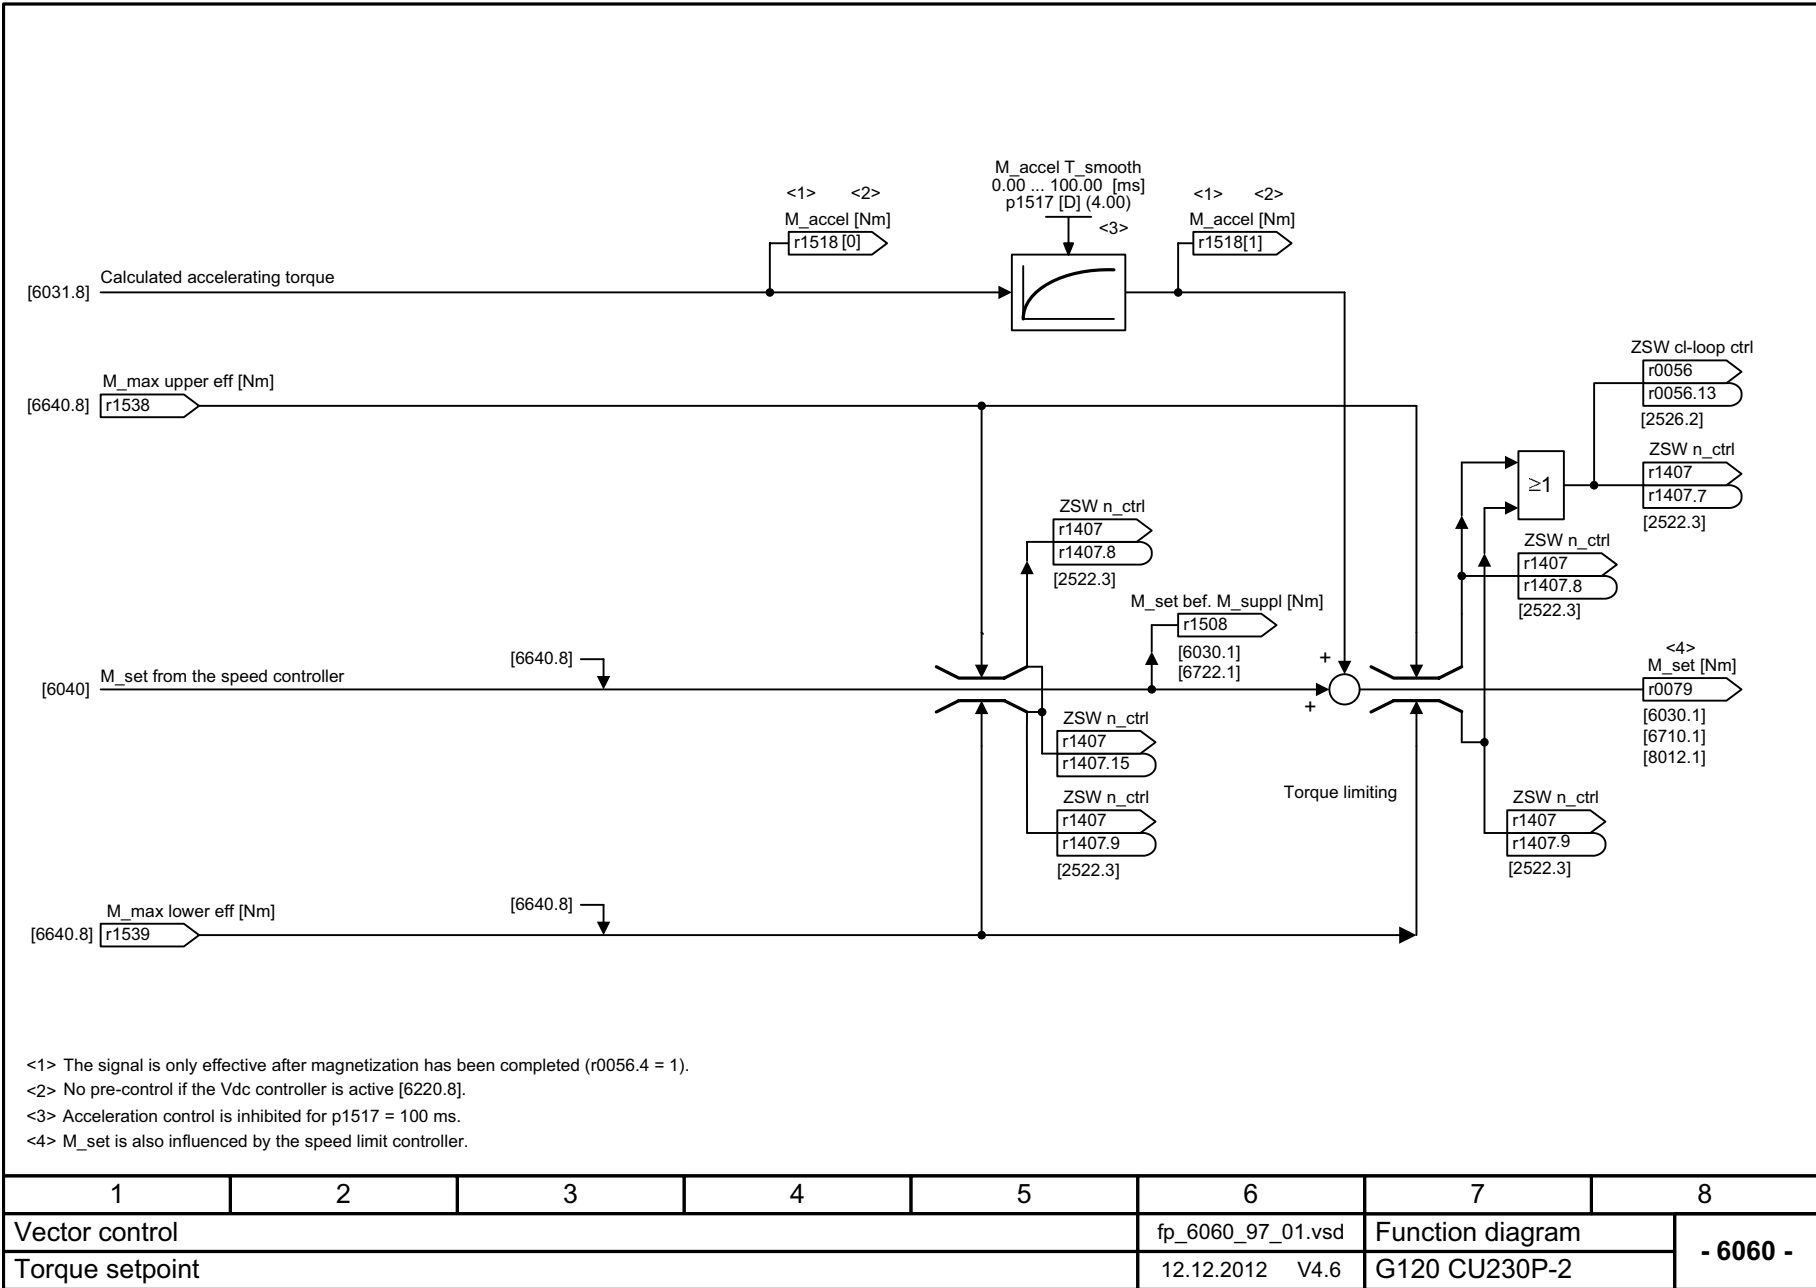 M_accel T_smooth
0.00 ... 100.00 [ms]
p1517 [D] (4.00)
<3>
<1> <2>
M_accel [Nm]
r1518 [0]
<1> <2>
M_accel [Nm]
r1518[1]
[6031.8] Calculated accelerating torque
M_max upper eff [Nm]
[6640.8] r1538
ZSW cl-loop ctrl
r0056
r0056.13
[2526.2]
ZSW n_ctrl
r1407
r1407.7
[2522.3]
≥1
ZSW n_ctrl
r1407
r1407.8
[2522.3]
ZSW n_ctrl
r1407
r1407.8
[2522.3]
M_set bef. M_suppl [Nm]
r1508
[6030.1]
[6722.1]
[6640.8]
[6040] M_set from the speed controller
+
+
<4>
M_set [Nm]
r0079
[6030.1]
[6710.1]
[8012.1]
ZSW n_ctrl
r1407
r1407.15
Torque limiting
ZSW n_ctrl
r1407
r1407.9
[2522.3]
ZSW n_ctrl
r1407
r1407.9
[2522.3]
M_max lower eff [Nm]
[6640.8] r1539
[6640.8]
<1> The signal is only effective after magnetization has been completed (r0056.4 = 1).
<2> No pre-control if the Vdc controller is active [6220.8].
<3> Acceleration control is inhibited for p1517 = 100 ms.
<4> M_set is also influenced by the speed limit controller.
1 2 3 4 5 6 7 8
Vector control fp_6060_97_01.vsd Function diagram
- 6060 -
Torque setpoint 12.12.2012 V4.6 G120 CU230P-2